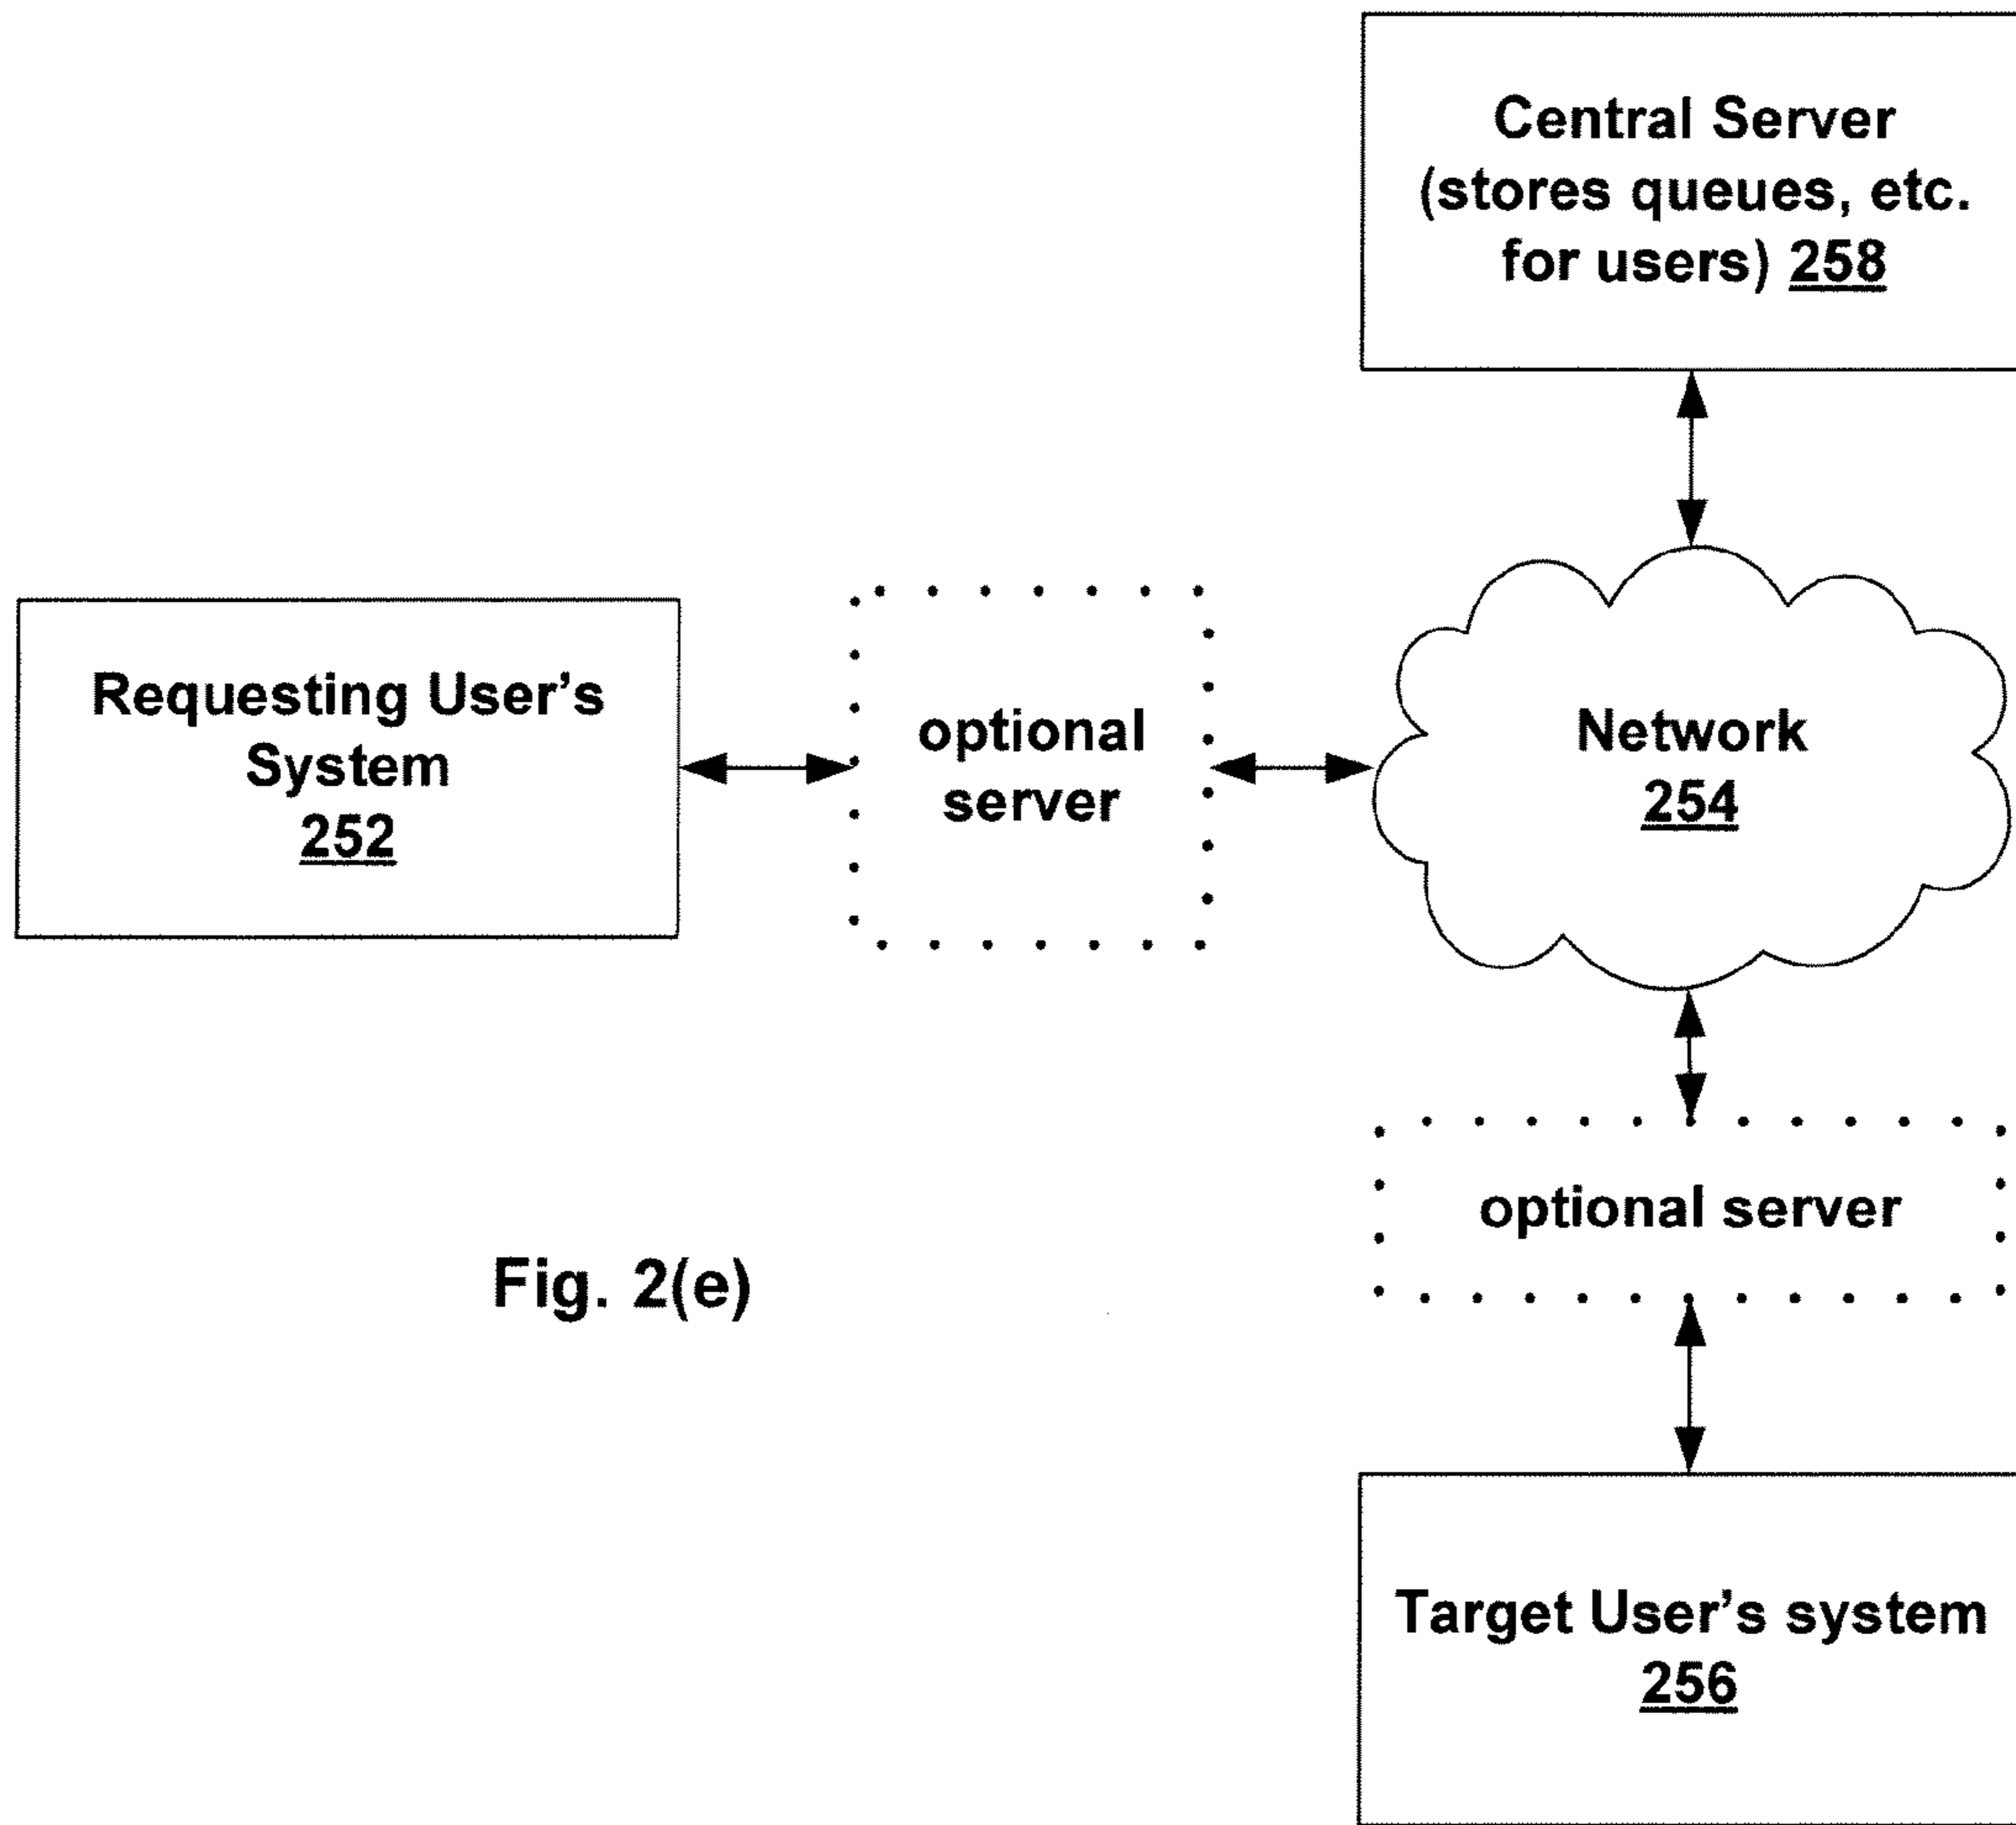 Central Server
(stores queues, etc.
for users) 258
Requesting User's
System
252
optional
server
Network
254
optional server
Fig. 2(e)
Target User's system
256